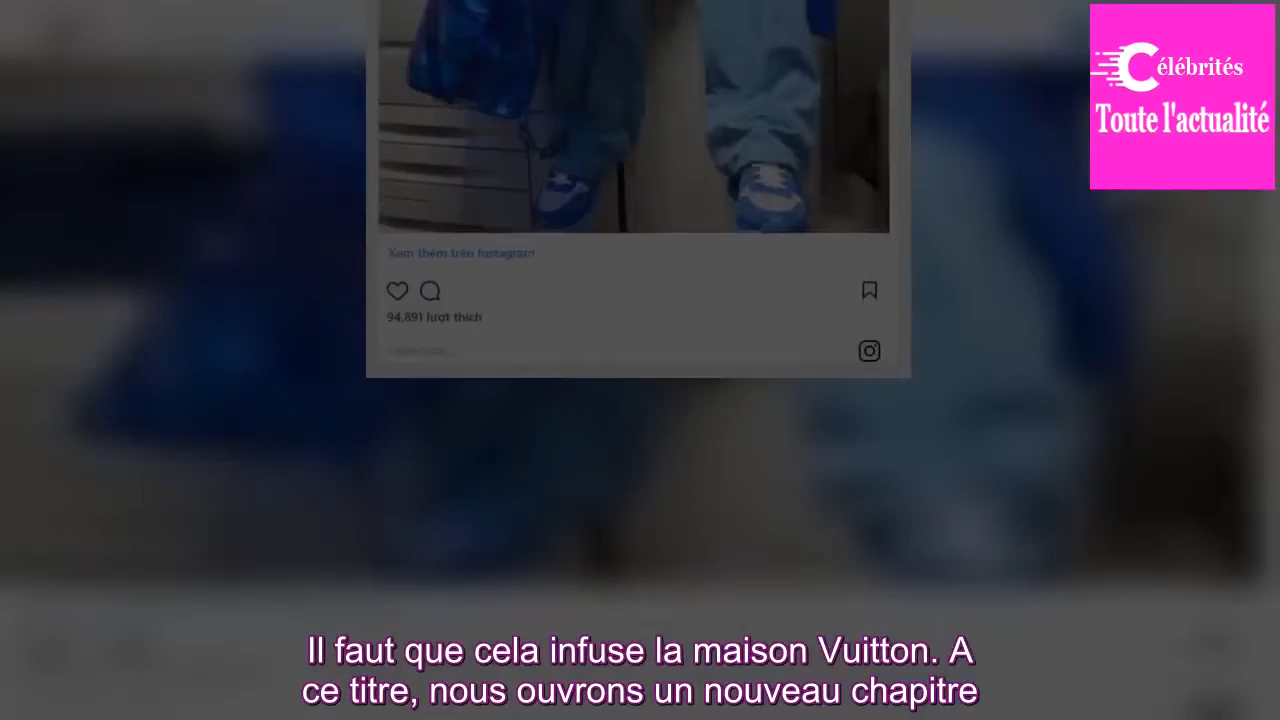 Célébrités
Toute l'actualité
Xem thêm trên Instagram
94,891 lượt thích
Il faut que cela infuse la maison Vuitton. A
ce titre, nous ouvrons un nouveau chapitre